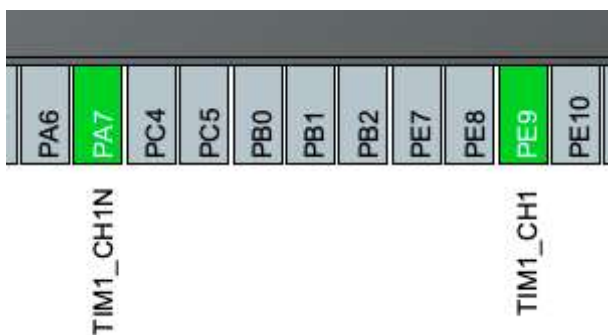 PA6
PA7
PC4
PC5
PB0
PB1
PB2
PE7
PE8
PE9
PE10
TIM1_CH1N
TIM1_CH1